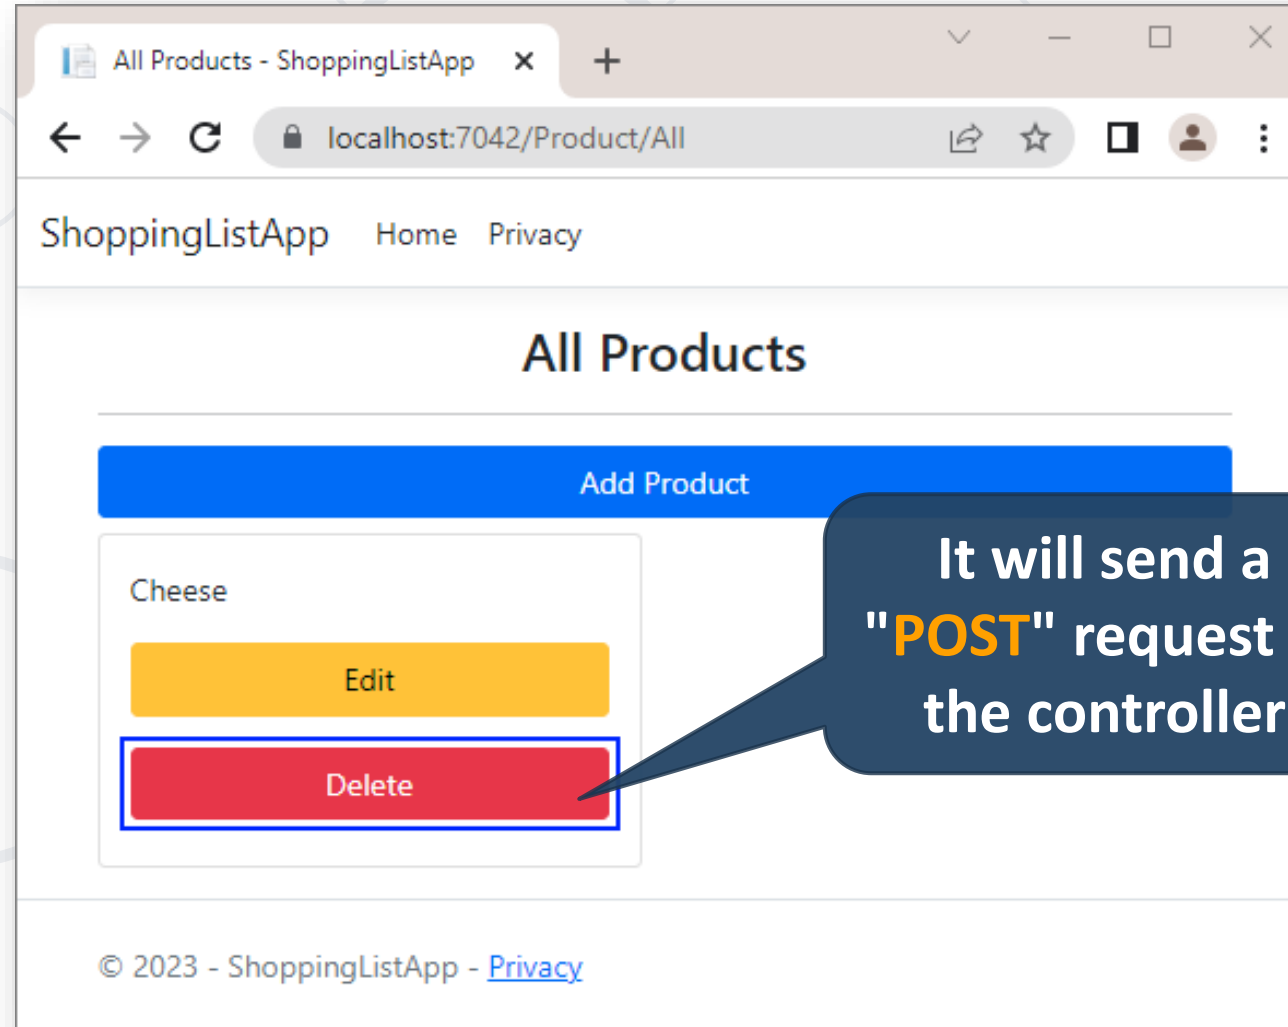 All Products - ShoppingListApp
localhost:7042/Product/All
ShoppingListApp Home Privacy
All Products
Add Product
Cheese
Edit
Delete
It will send a
"POST" request
the controller
© 2023 - ShoppingListApp - Privacy